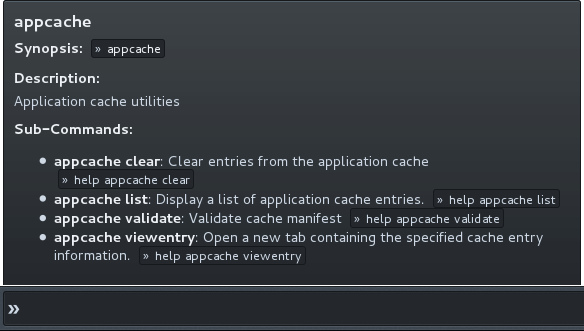 appcache
Synopsis: » appcache
Description:
Application cache utilities
Sub-Commands:
• appcache clear: Clear entries from the application cache
» help appcache clear
• appcache list: Display a list of application cache entries. » help appcache list
• appcache validate: Validate cache manifest » help appcache validate
• appcache viewentry: Open a new tab containing the specified cache entry
information. » help appcache viewentry
»